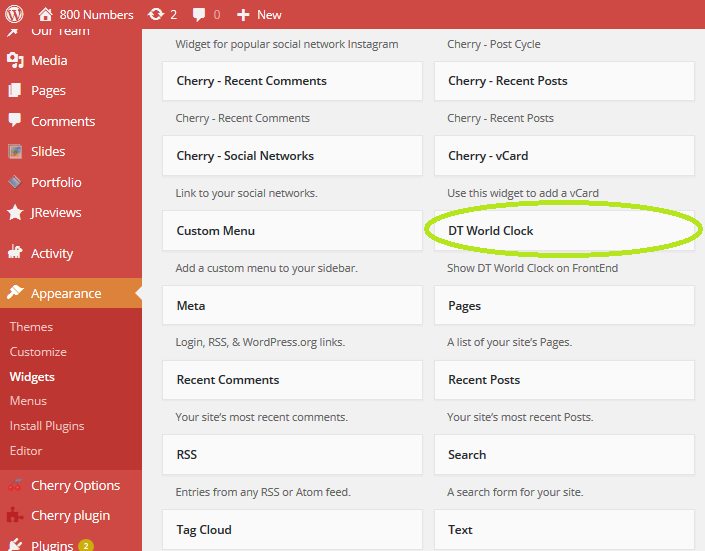 800 Numbers 2 0 New
Our Team
Media
Pages
Comments
Slides
Portfolio
JReviews
Activity
Appearance
Themes
Customize
Widgets
Menus
Install Plugins
Editor
Cherry Options
Cherry plugin
Plugins 2
Widget for popular social network Instagram
Cherry - Post Cycle
Cherry - Recent Comments
Cherry - Recent Posts
Cherry - Recent Comments
Cherry - Recent Posts
Cherry - Social Networks
Cherry - vCard
Link to your social networks.
Use this widget to add a vCard
Custom Menu
DT World Clock
Add a custom menu to your sidebar.
Show DT World Clock on FrontEnd
Meta
Pages
Login, RSS, & WordPress.org links.
A list of your site's Pages.
Recent Comments
Recent Posts
Your site's most recent comments.
Your site's most recent Posts.
RSS
Search
Entries from any RSS or Atom feed.
A search form for your site.
Tag Cloud
Text